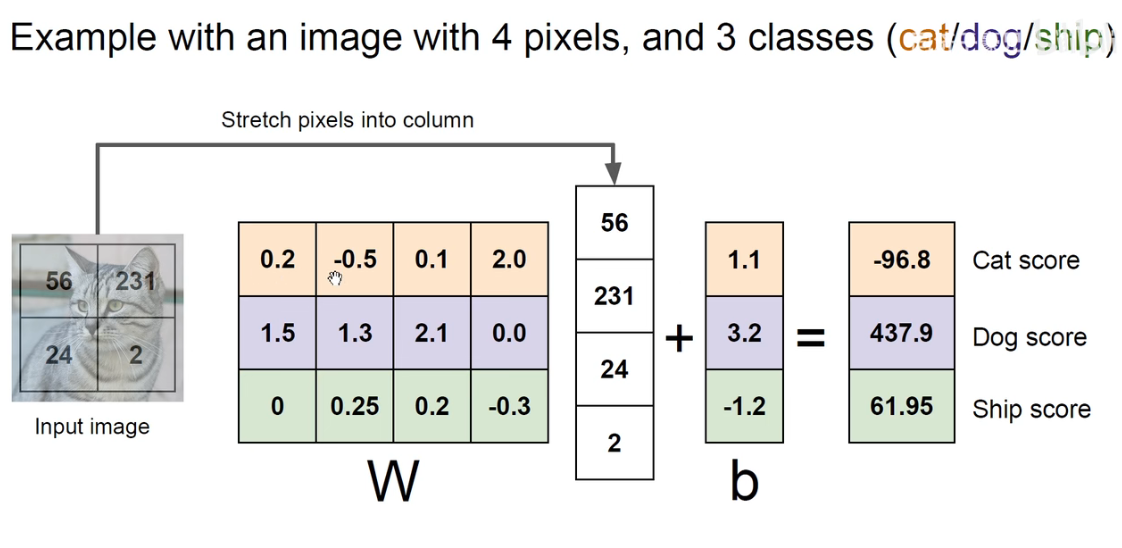 Example with an image with 4 pixels, and 3 classes (cat/dog/ship)
Stretch pixels into column
56 231
24 2
Input image
0.2 -0.5 0.1 2.0
1.5 1.3 2.1 0.0
0 0.25 0.2 -0.3
W
56
231
24
2
+
1.1
3.2
-1.2
b
=
-96.8 Cat score
437.9 Dog score
61.95 Ship score